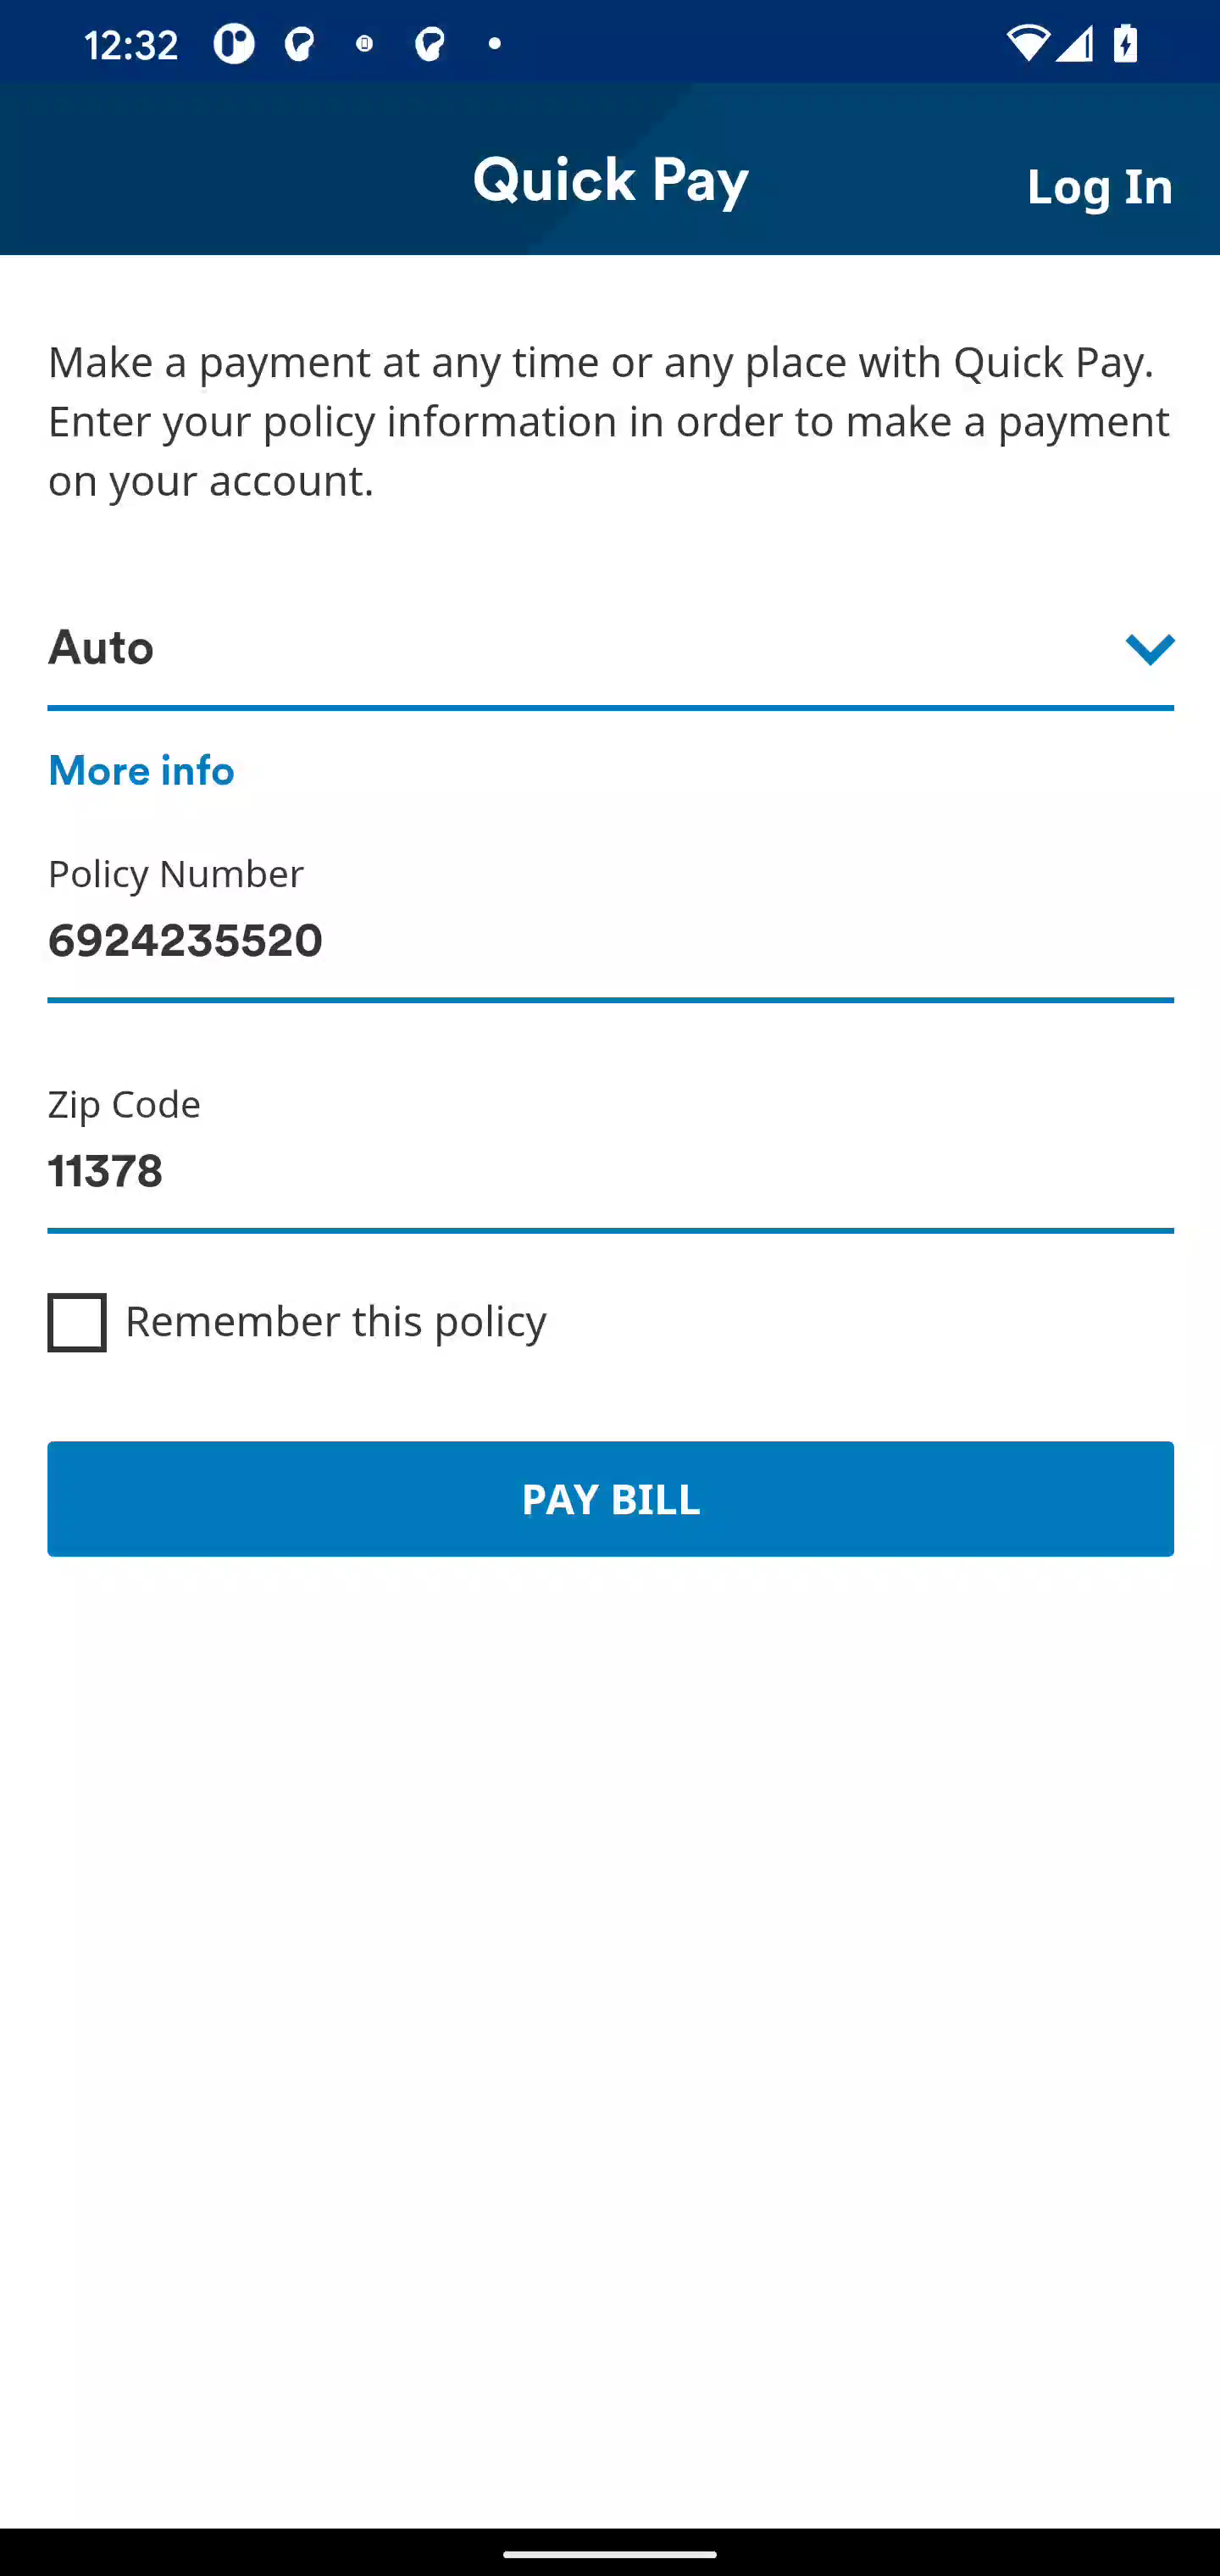 12:32
Quick Pay
Log In
Make a payment at any time or any place with Quick Pay.
Enter your policy information in order to make a payment
on your account.
Auto
More info
Policy Number
6924235520
Zip Code
11378
Remember this policy
PAY BILL